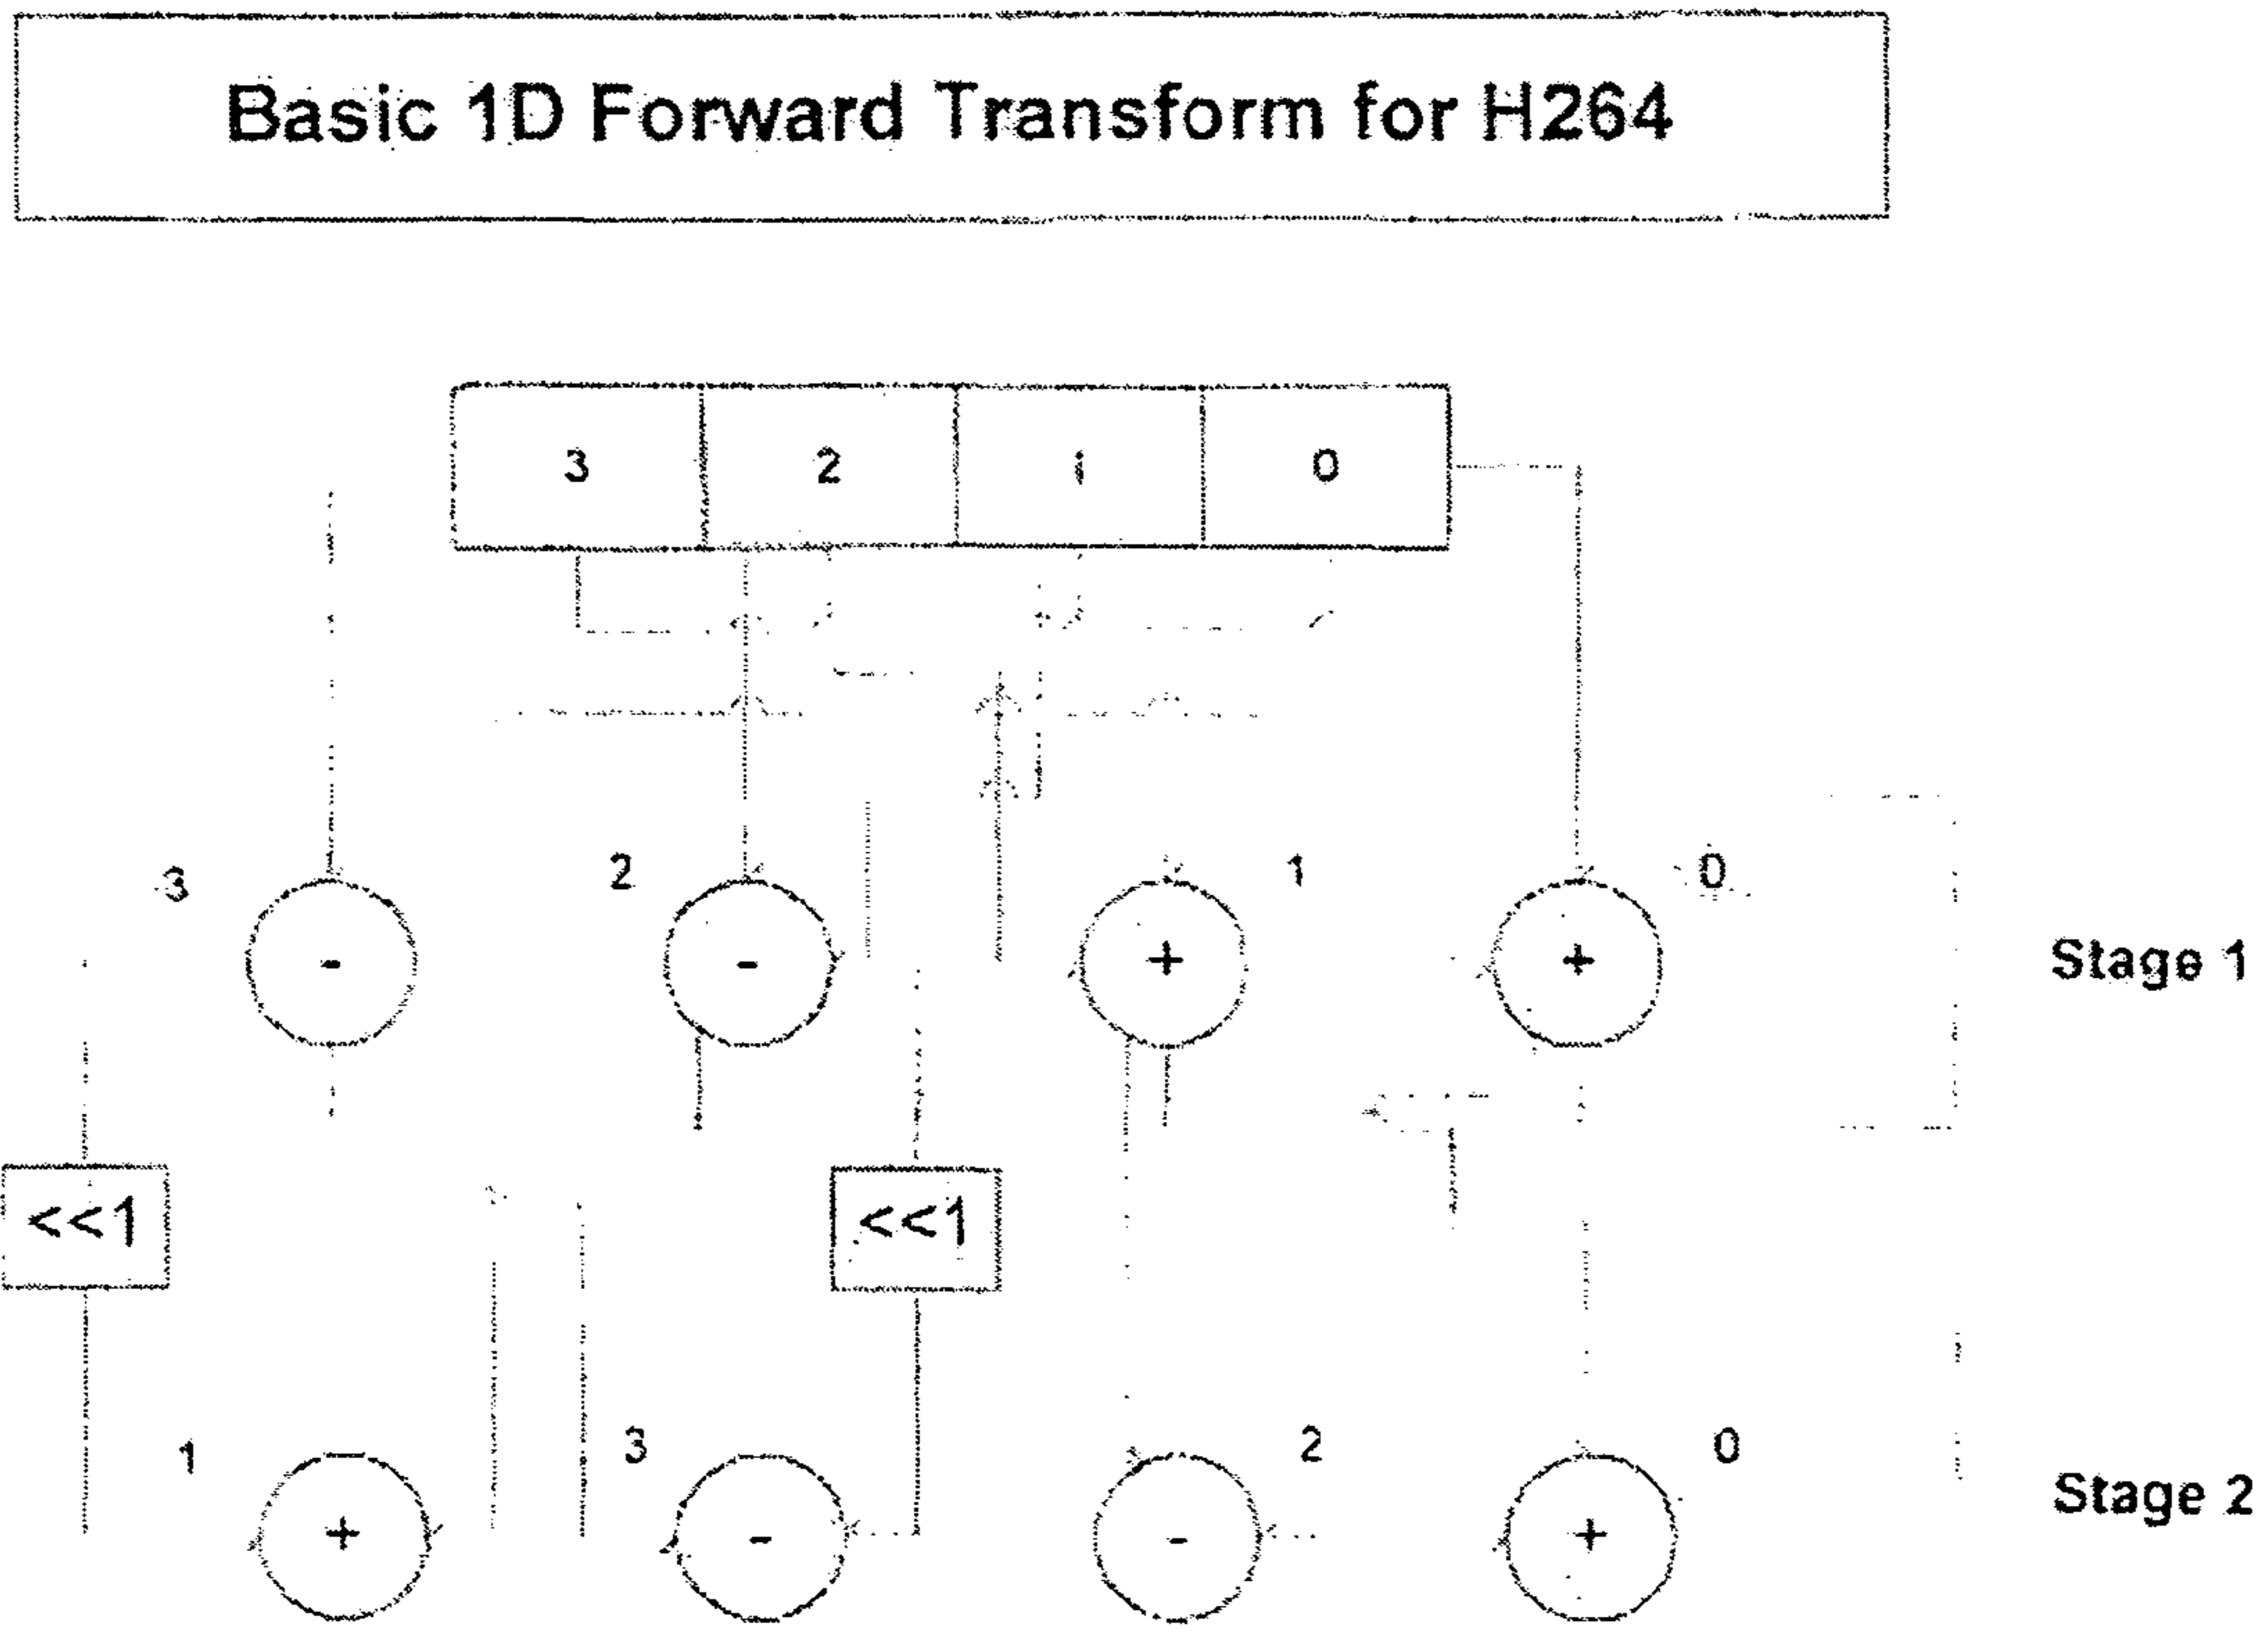 Basic 1D Forward Transform for H264
3 2 1 0
3 2 1 0
- - + + Stage 1
<<1 <<1
1 3 2 0
+ - - + Stage 2